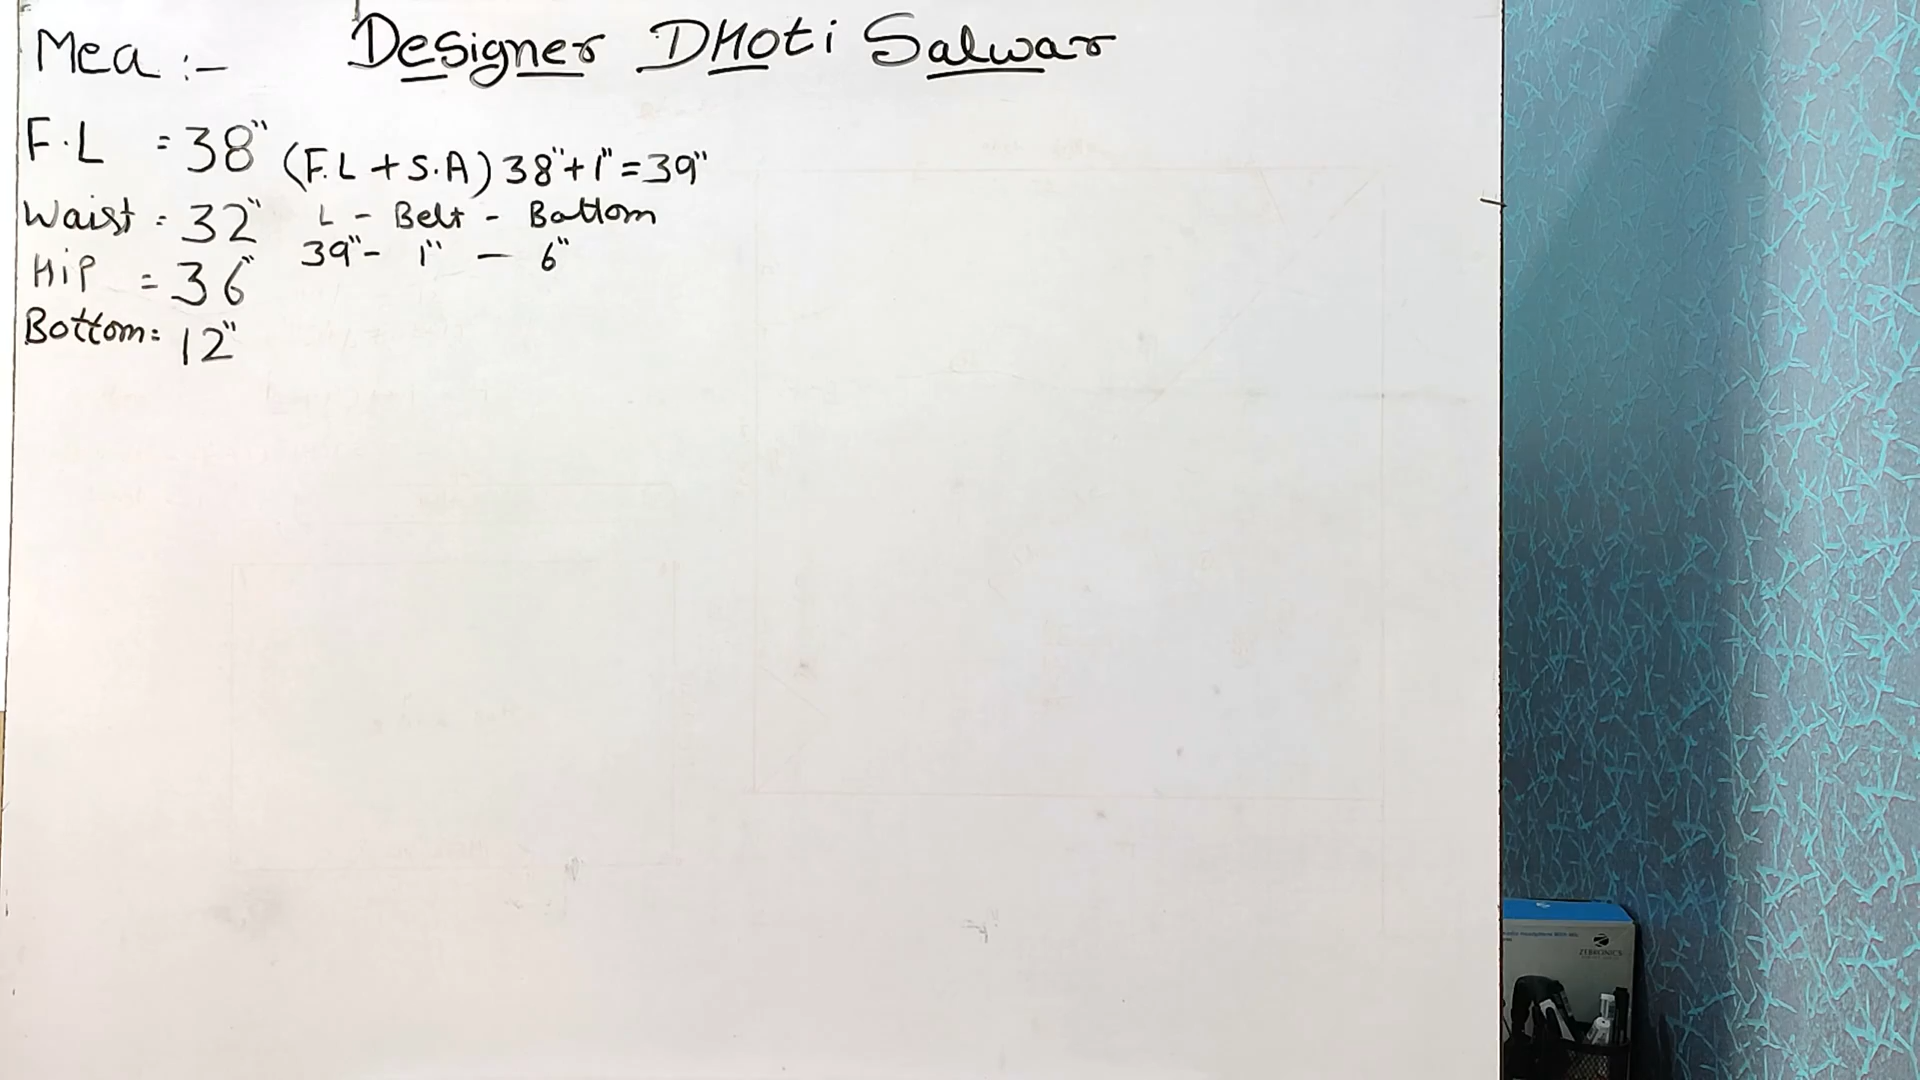 Designer DHoti Salwar
Mea :-
F.L = 38" (F.L + S.A) 38"+1"=39"
Waist = 32" L - Belt - Bottom
39"- 1" — 6"
Hip = 36"
Bottom = 12"
ZEBRONICS